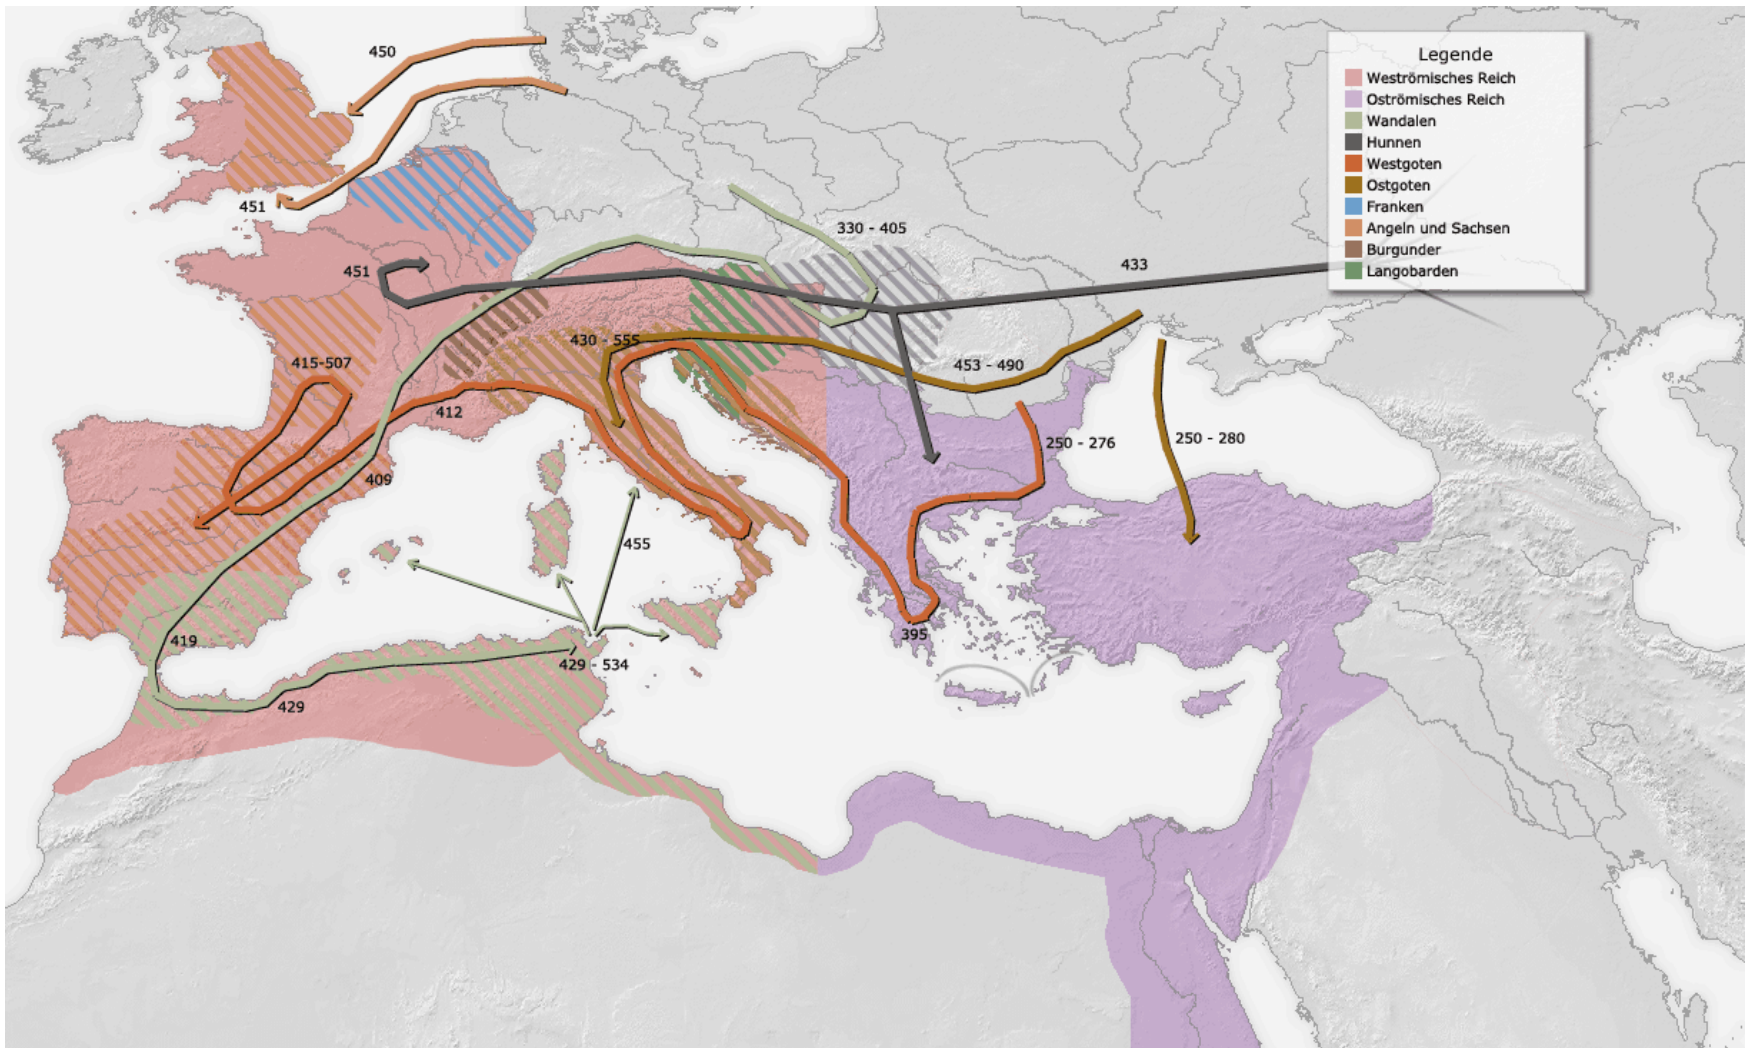 Legende
Weströmisches Reich
Oströmisches Reich
Wandalen
Hunnen
Westgoten
Ostgoten
Franken
Angeln und Sachsen
Burgunder
Langobarden
450
451
330 - 405
451
433
430 - 555
415-507
453 - 490
412
250 - 276
250 - 280
409
455
395
419
429 - 534
429